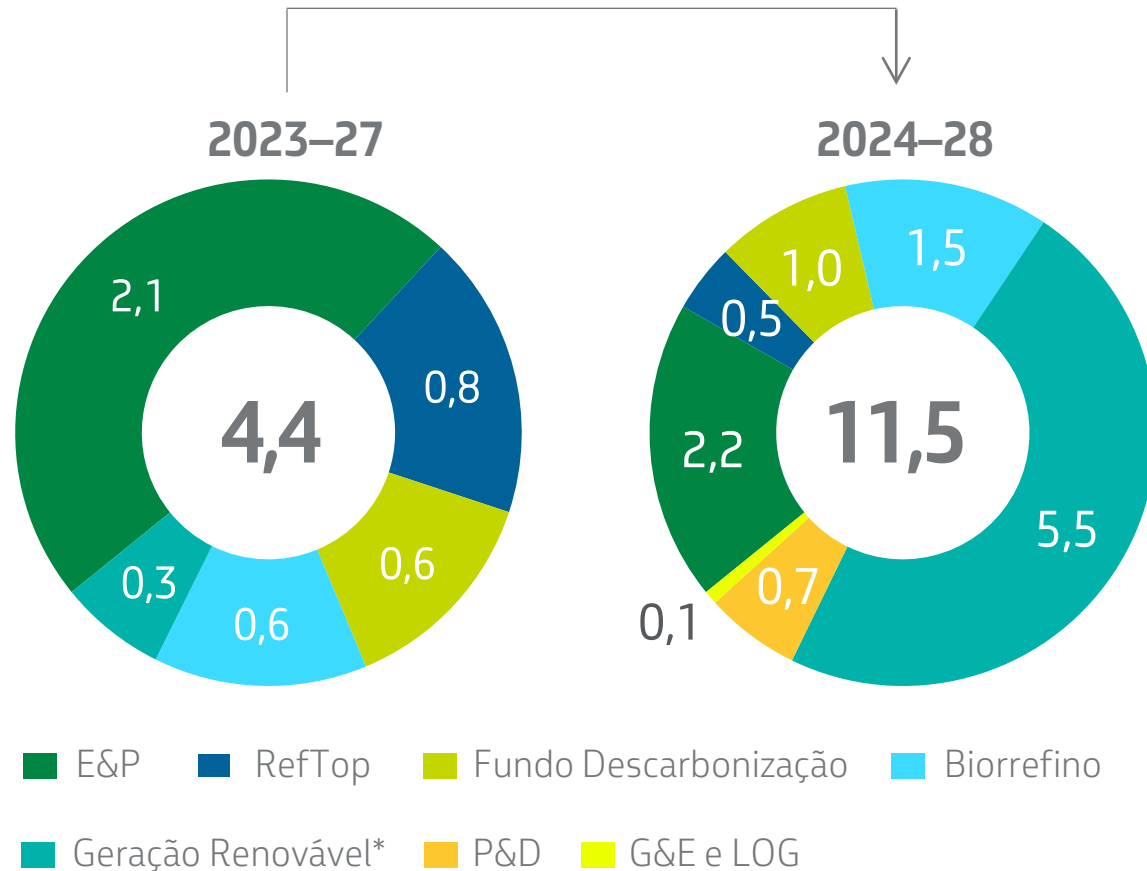 2023–27
2,1
0,8
4,4
0,6
0,3
0,6
2024–28
1,0
1,5
0,5
2,2
11,5
5,5
0,7
0,1
E&P
RefTop
Fundo Descarbonização
Biorrefino
Geração Renovável*
P&D
G&E e LOG